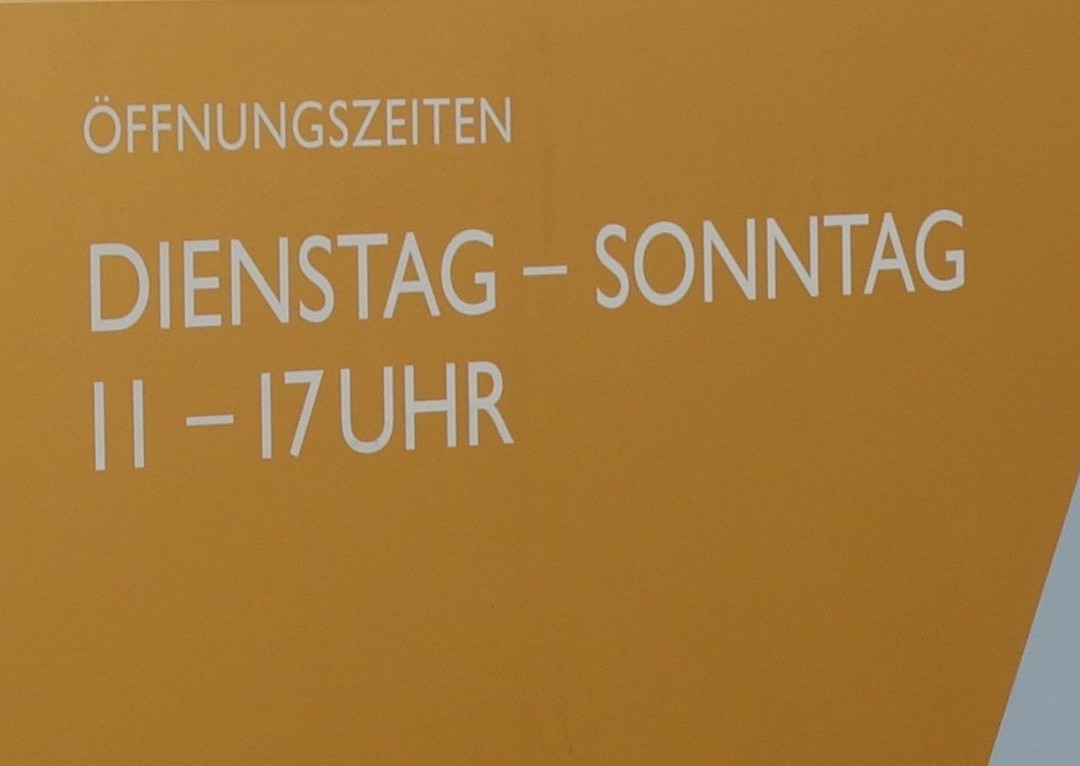 ÖFFNUNGSZEITEN
DIENSTAG – SONNTAG
11 – 17 UHR